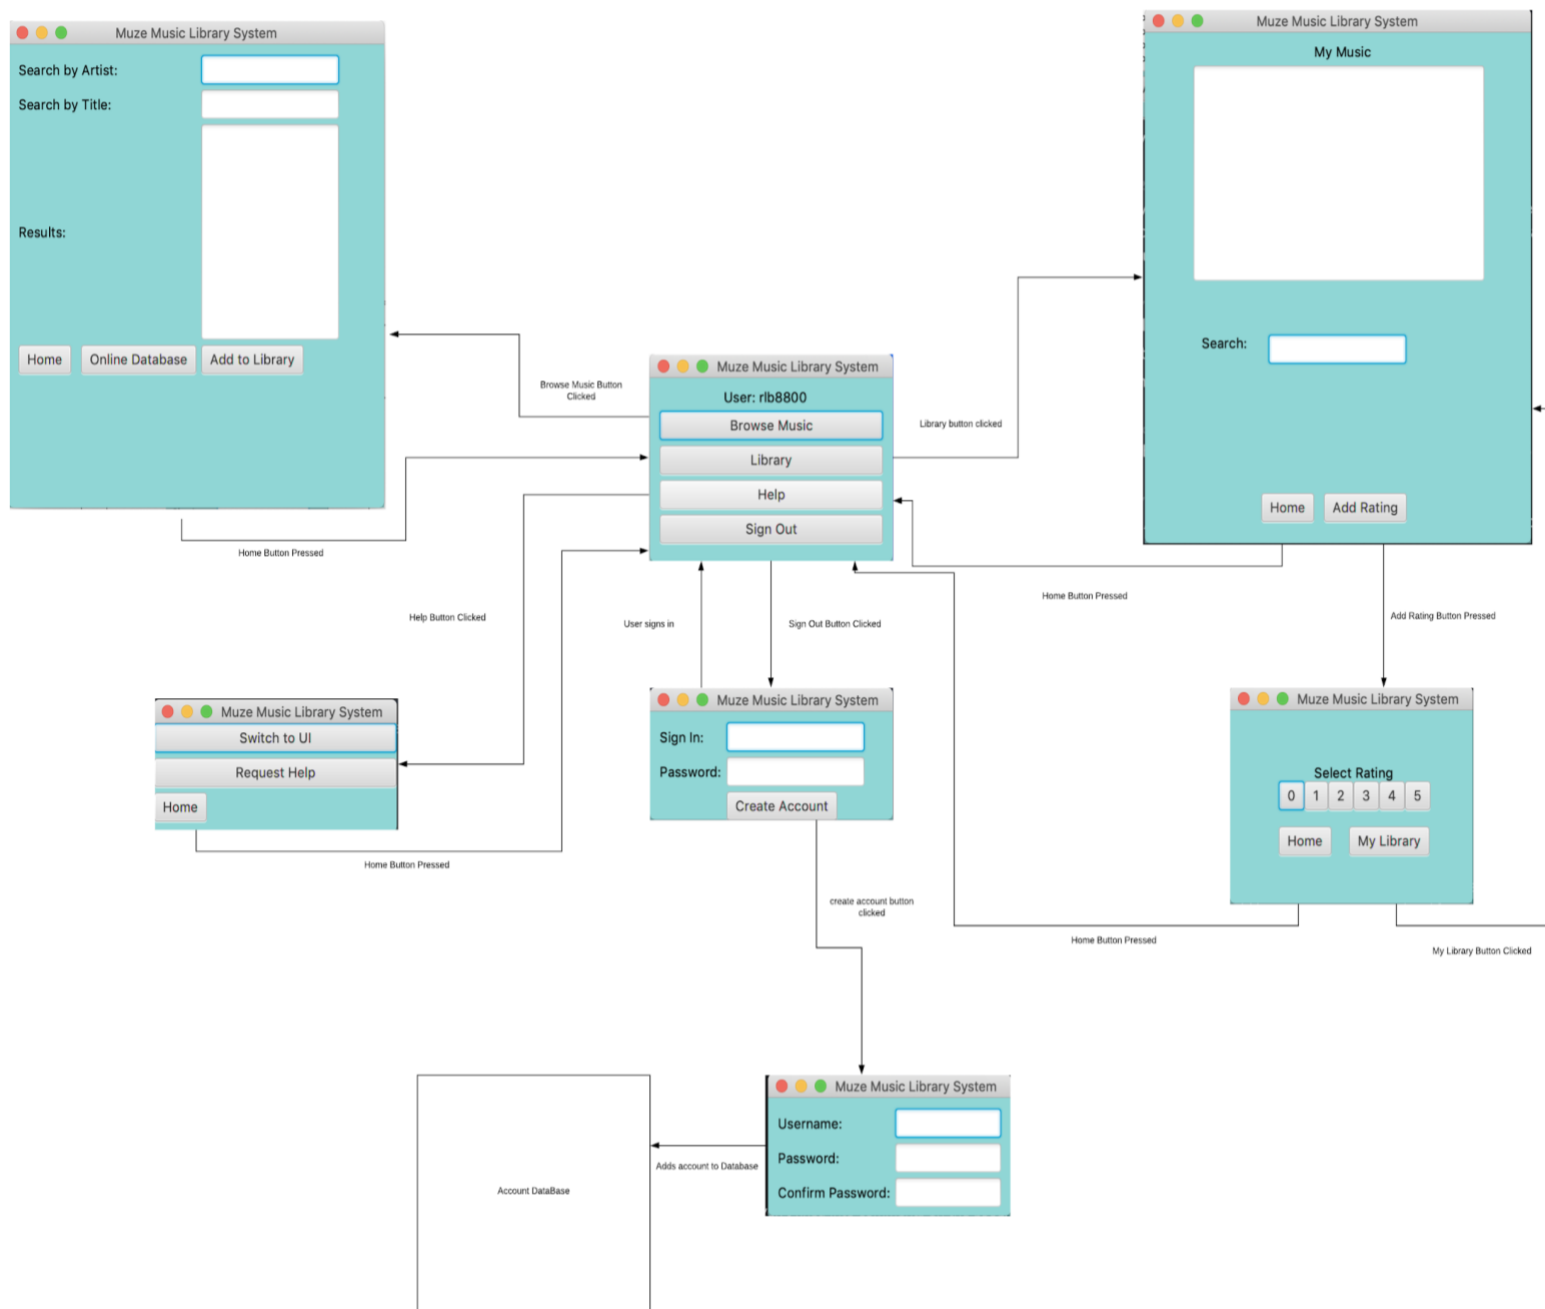 Muze Music Library System
Search by Artist:
Search by Title:
Results:
Home
Online Database
Add to Library
Muze Music Library System
My Music
Search:
Home
Add Rating
Browse Music Button
Clicked
Muze Music Library System
User: rlb8800
Browse Music
Library
Help
Sign Out
Library button clicked
Home Button Pressed
Help Button Clicked
User signs in
Sign Out Button Clicked
Home Button Pressed
Add Rating Button Pressed
Muze Music Library System
Switch to UI
Request Help
Home
Home Button Pressed
Muze Music Library System
Sign In:
Password:
Create Account
Muze Music Library System
Select Rating
0 1 2 3 4 5
Home
My Library
create account button
clicked
Home Button Pressed
My Library Button Clicked
Muze Music Library System
Username:
Password:
Confirm Password:
Adds account to Database
Account DataBase